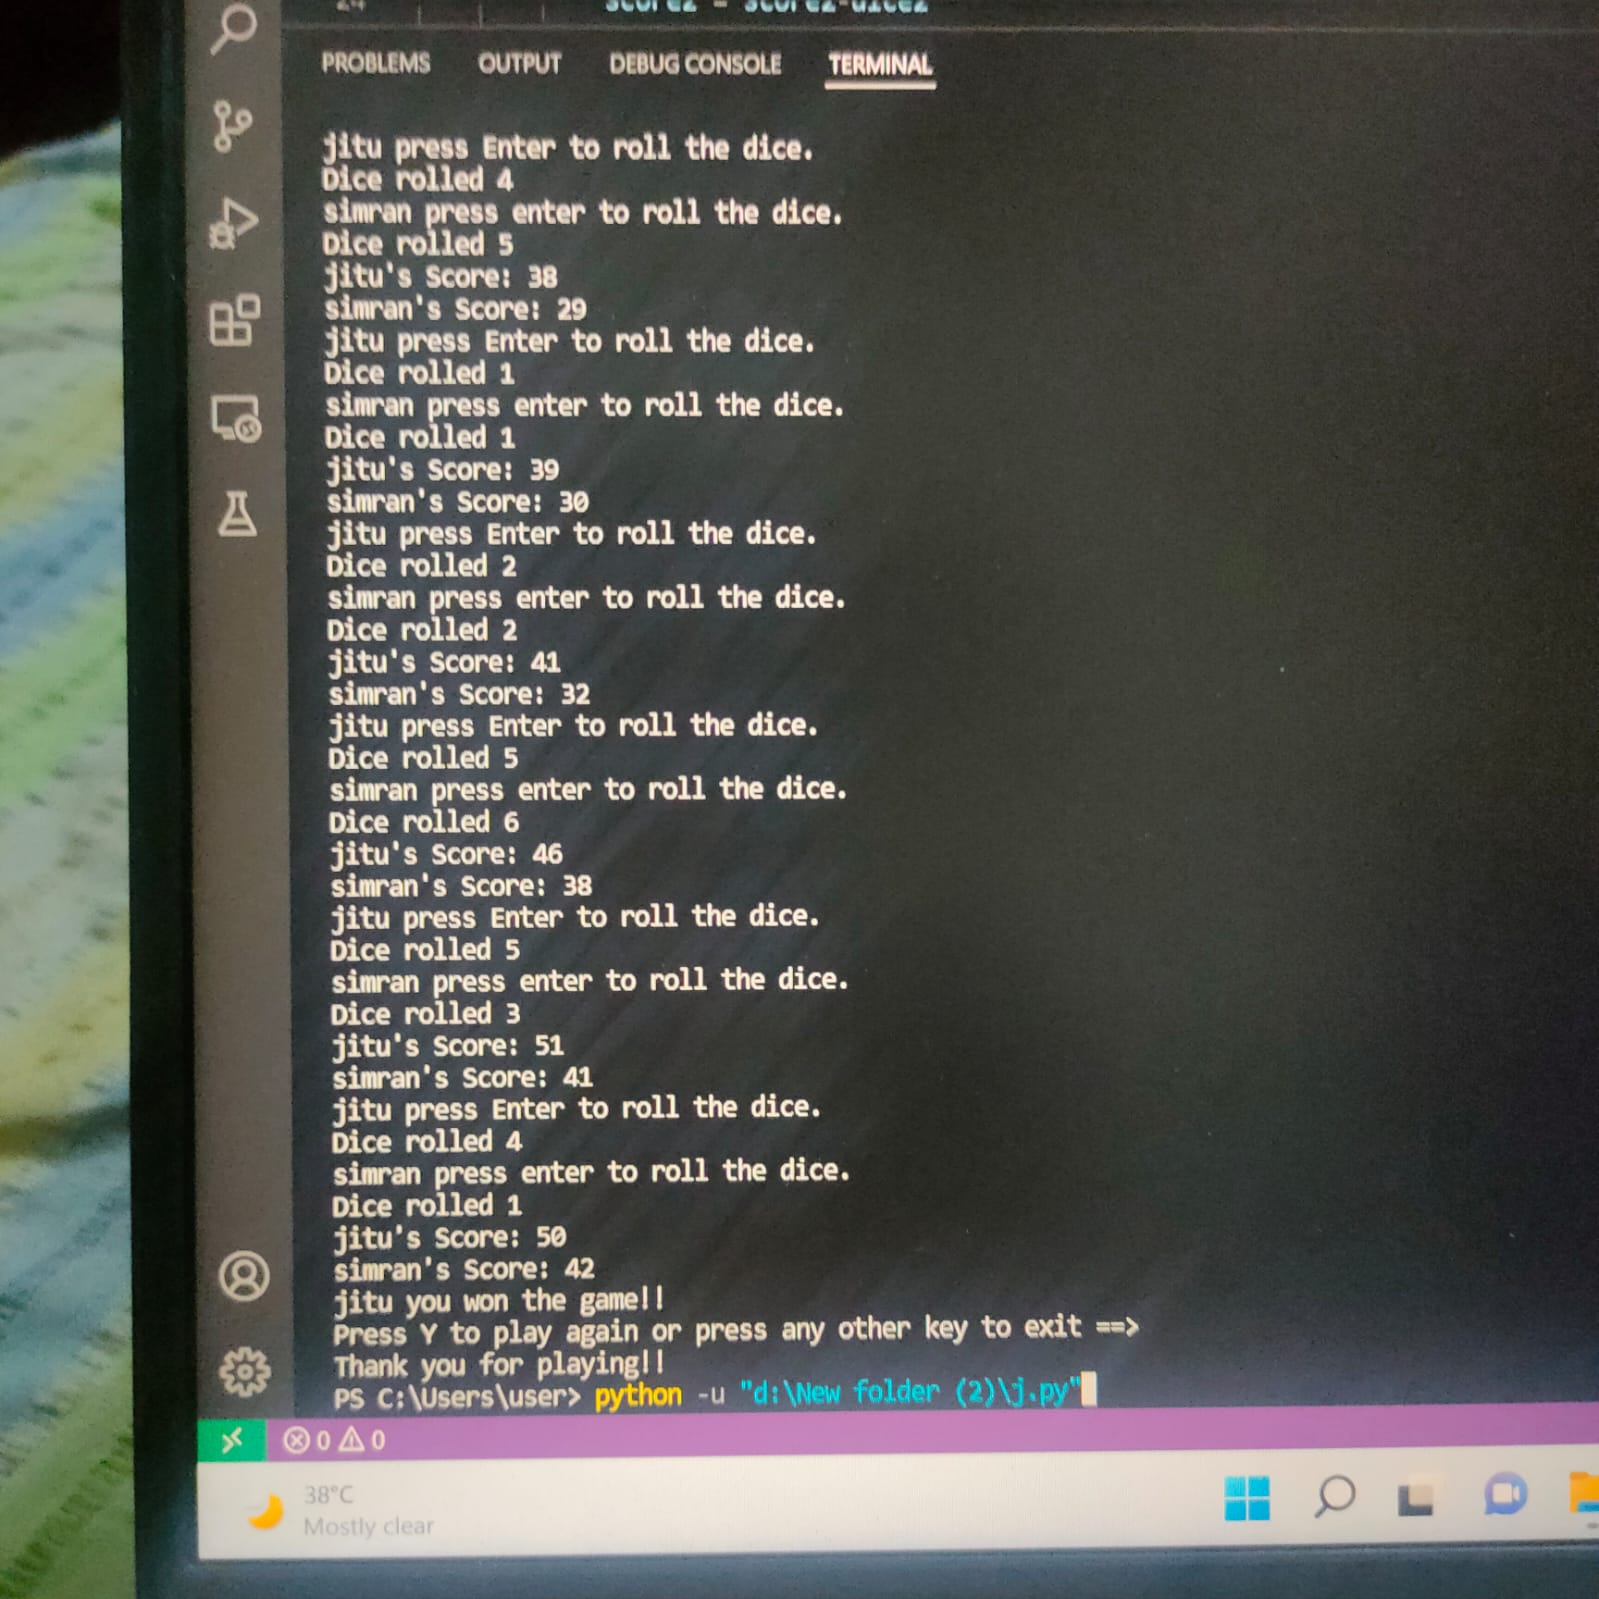 PROBLEMS OUTPUT DEBUG CONSOLE TERMINAL
jitu press Enter to roll the dice.
Dice rolled 4
simran press enter to roll the dice.
Dice rolled 5
jitu's Score: 38
simran's Score: 29
jitu press Enter to roll the dice.
Dice rolled 1
simran press enter to roll the dice.
Dice rolled 1
jitu's Score: 39
simran's Score: 30
jitu press Enter to roll the dice.
Dice rolled 2
simran press enter to roll the dice.
Dice rolled 2
jitu's Score: 41
simran's Score: 32
jitu press Enter to roll the dice.
Dice rolled 5
simran press enter to roll the dice.
Dice rolled 6
jitu's Score: 46
simran's Score: 38
jitu press Enter to roll the dice.
Dice rolled 5
simran press enter to roll the dice.
Dice rolled 3
jitu's Score: 51
simran's Score: 41
jitu press Enter to roll the dice.
Dice rolled 4
simran press enter to roll the dice.
Dice rolled 1
jitu's Score: 50
simran's Score: 42
jitu you won the game!!
Press Y to play again or press any other key to exit ==>
Thank you for playing!!
PS C:\Users\user> python -u "d:\New folder (2)\j.py"
0 0
38°C
Mostly clear